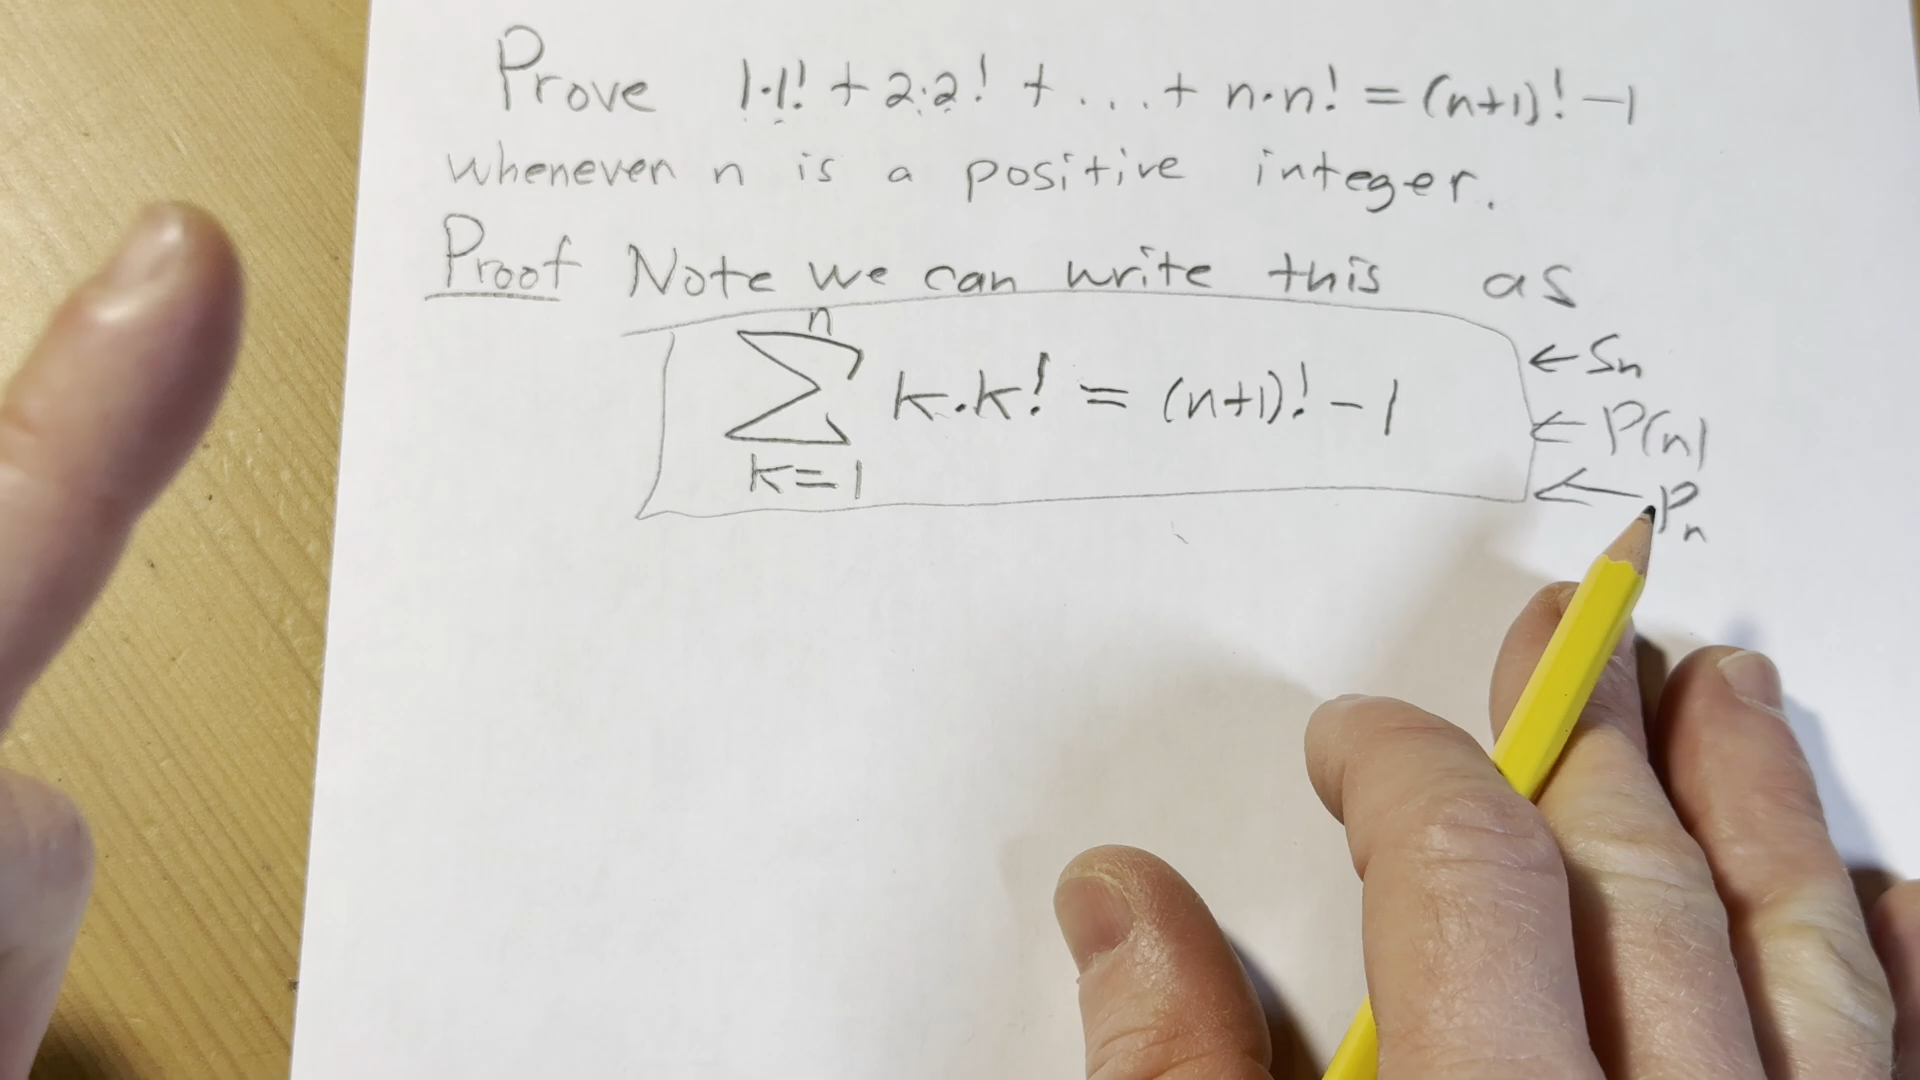 Prove 1·1! + 2·2! + ... + n·n! = (n+1)! - 1
whenever n is a positive integer.
Proof Note we can write this as
n
∑ k·k! = (n+1)! - 1
k=1
← Sn
← P(n)
← Pn